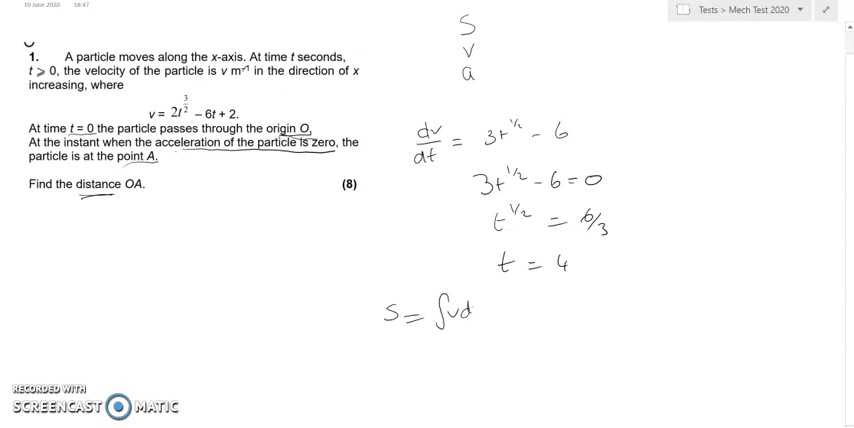 10 June 2020 18:47
Tests > Mech Test 2020
1. A particle moves along the x-axis. At time t seconds,
t ⩾ 0, the velocity of the particle is v m⁻¹ in the direction of x
increasing, where
v = 2t^(3/2) – 6t + 2.
At time t = 0 the particle passes through the origin O,
At the instant when the acceleration of the particle is zero, the
particle is at the point A.
Find the distance OA. (8)
S
v
a
dv/dt = 3t^(1/2) – 6
3t^(1/2) – 6 = 0
t^(1/2) = 6/3
t = 4
S = ∫vd
RECORDED WITH
SCREENCAST MATIC